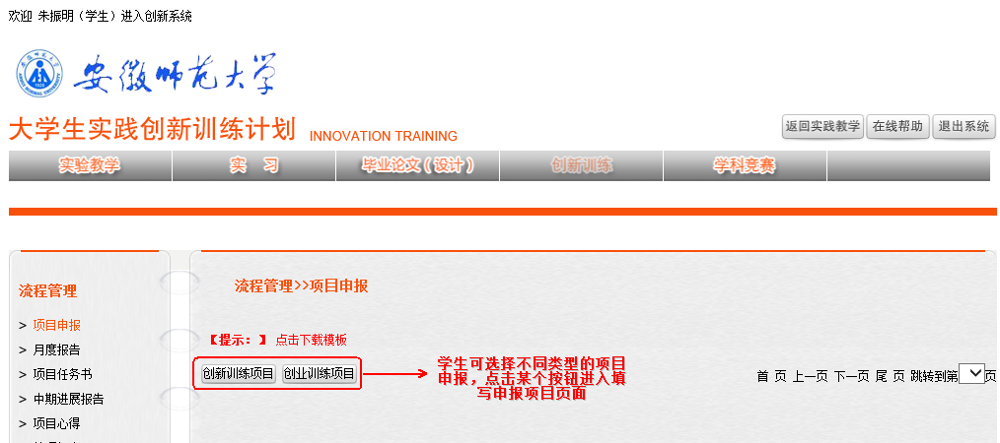 欢迎 朱振明（学生）进入创新系统
安徽师范大学
大学生实践创新训练计划 INNOVATION TRAINING
返回实践教学 在线帮助 退出系统
实验教学 实 习 毕业论文（设计） 创新训练 学科竞赛
流程管理
> 项目申报
> 月度报告
> 项目任务书
> 中期进展报告
> 项目心得
流程管理>>项目申报
【提示：】 点击下载模板
创新训练项目 创业训练项目
学生可选择不同类型的项目
申报，点击某个按钮进入填
写申报项目页面
首 页 上一页 下一页 尾 页 跳转到第 页